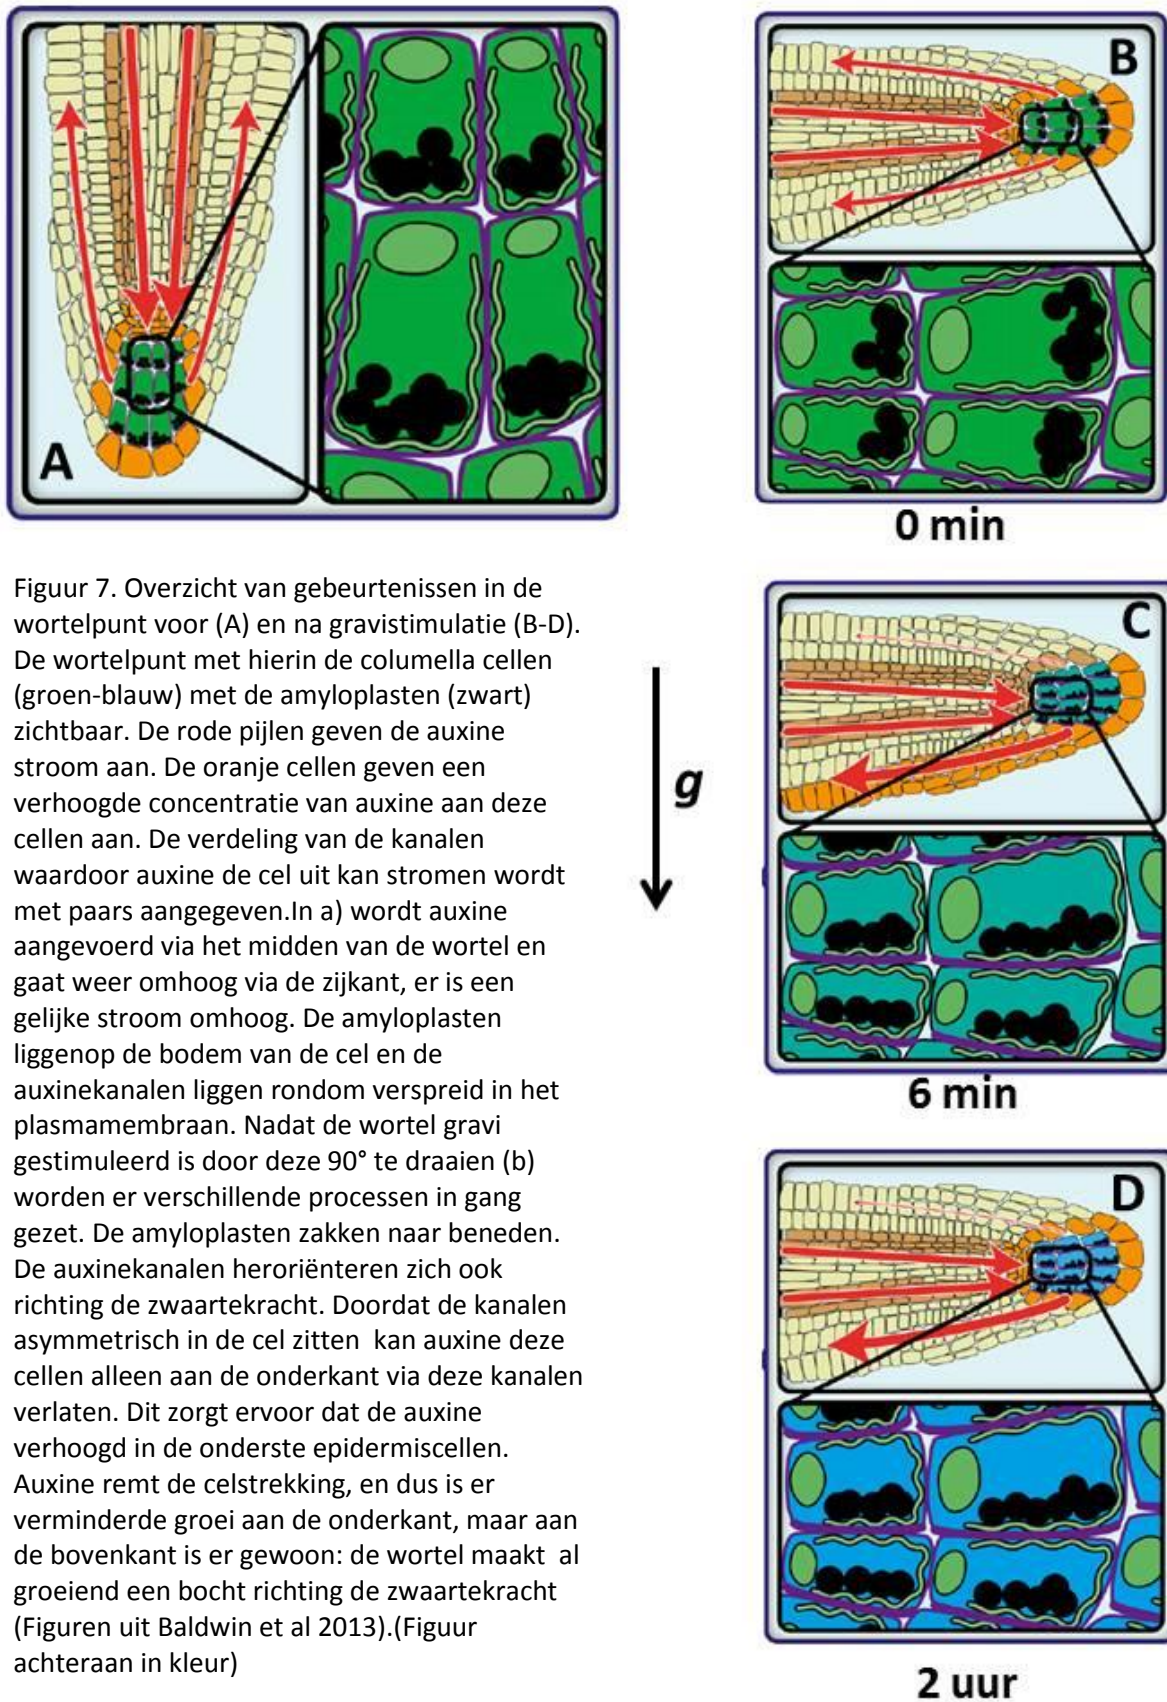 A
B
0 min
Figuur 7. Overzicht van gebeurtenissen in de
wortelpunt voor (A) en na gravistimulatie (B-D).
De wortelpunt met hierin de columella cellen
(groen-blauw) met de amyloplasten (zwart)
zichtbaar. De rode pijlen geven de auxine
stroom aan. De oranje cellen geven een
verhoogde concentratie van auxine aan deze
cellen aan. De verdeling van de kanalen
waardoor auxine de cel uit kan stromen wordt
met paars aangegeven.In a) wordt auxine
aangevoerd via het midden van de wortel en
gaat weer omhoog via de zijkant, er is een
gelijke stroom omhoog. De amyloplasten
liggenop de bodem van de cel en de
auxinekanalen liggen rondom verspreid in het
plasmamembraan. Nadat de wortel gravi
gestimuleerd is door deze 90° te draaien (b)
worden er verschillende processen in gang
gezet. De amyloplasten zakken naar beneden.
De auxinekanalen heroriënteren zich ook
richting de zwaartekracht. Doordat de kanalen
asymmetrisch in de cel zitten  kan auxine deze
cellen alleen aan de onderkant via deze kanalen
verlaten. Dit zorgt ervoor dat de auxine
verhoogd in de onderste epidermiscellen.
Auxine remt de celstrekking, en dus is er
verminderde groei aan de onderkant, maar aan
de bovenkant is er gewoon: de wortel maakt  al
groeiend een bocht richting de zwaartekracht
(Figuren uit Baldwin et al 2013).(Figuur
achteraan in kleur)
g
C
6 min
D
2 uur